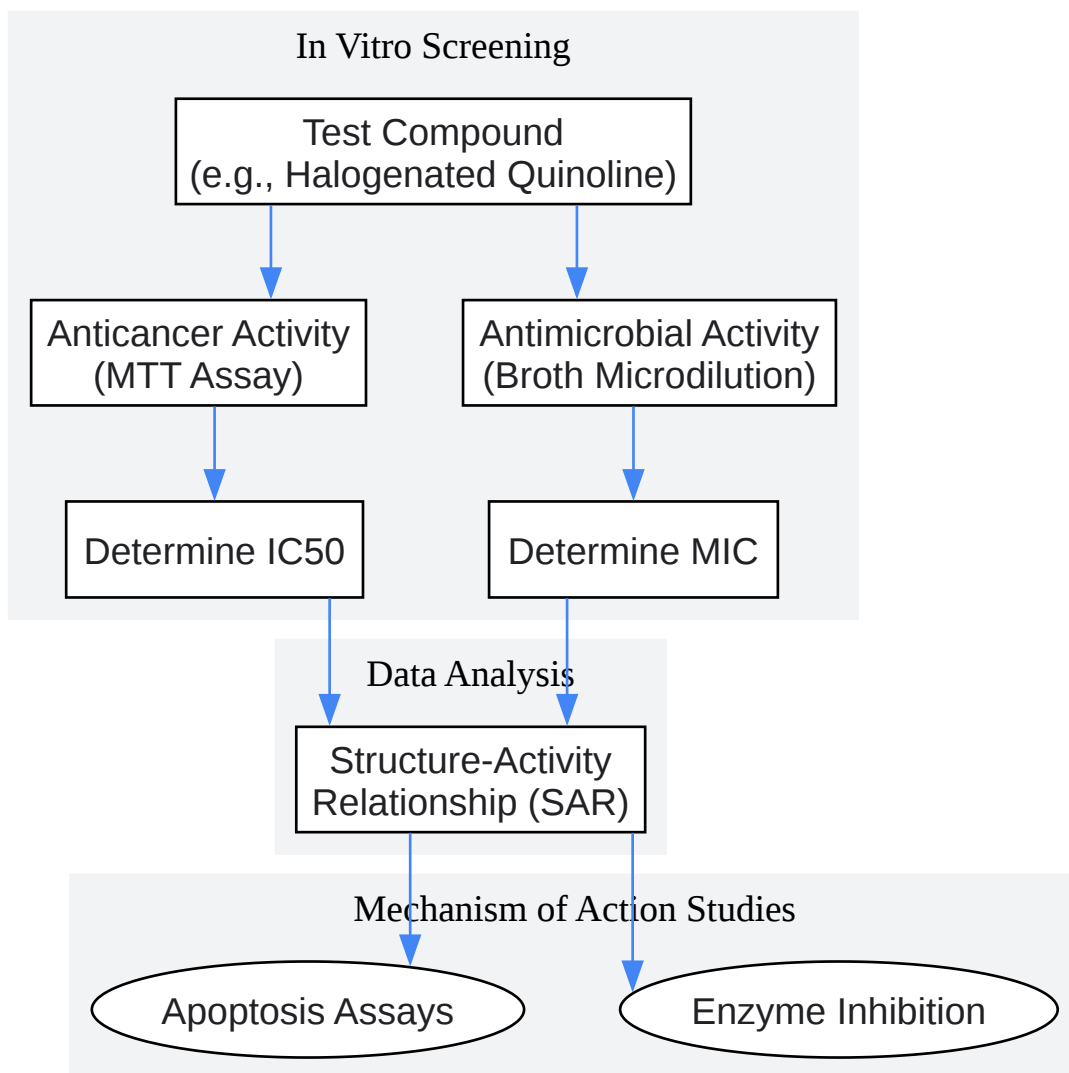 In Vitro Screening
Test Compound
(e.g., Halogenated Quinoline)
Anticancer Activity
(MTT Assay)
Antimicrobial Activity
(Broth Microdilution)
Determine IC50
Determine MIC
Data Analysis
Structure-Activity
Relationship (SAR)
Mechanism of Action Studies
Apoptosis Assays
Enzyme Inhibition